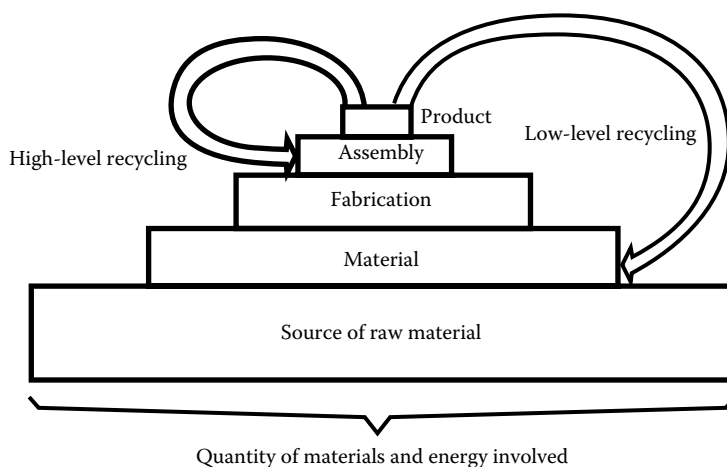 Product
Low-level recycling
High-level recycling
Assembly
Fabrication
Material
Source of raw material
Quantity of materials and energy involved